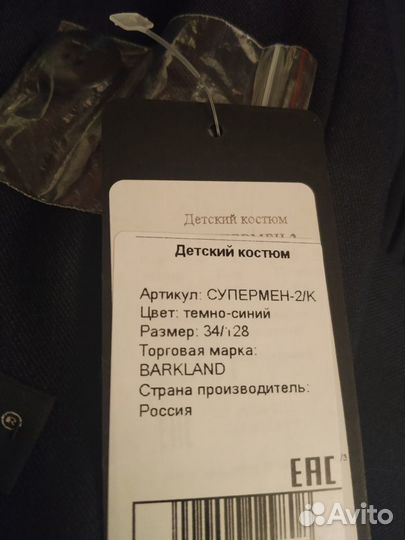 Детский костюм
Детский костюм
Артикул: СУПЕРМЕН-2/К
Цвет: темно-синий
Размер: 34/128
Торговая марка:
BARKLAND
Страна производитель:
Россия
ЕАС
Avito